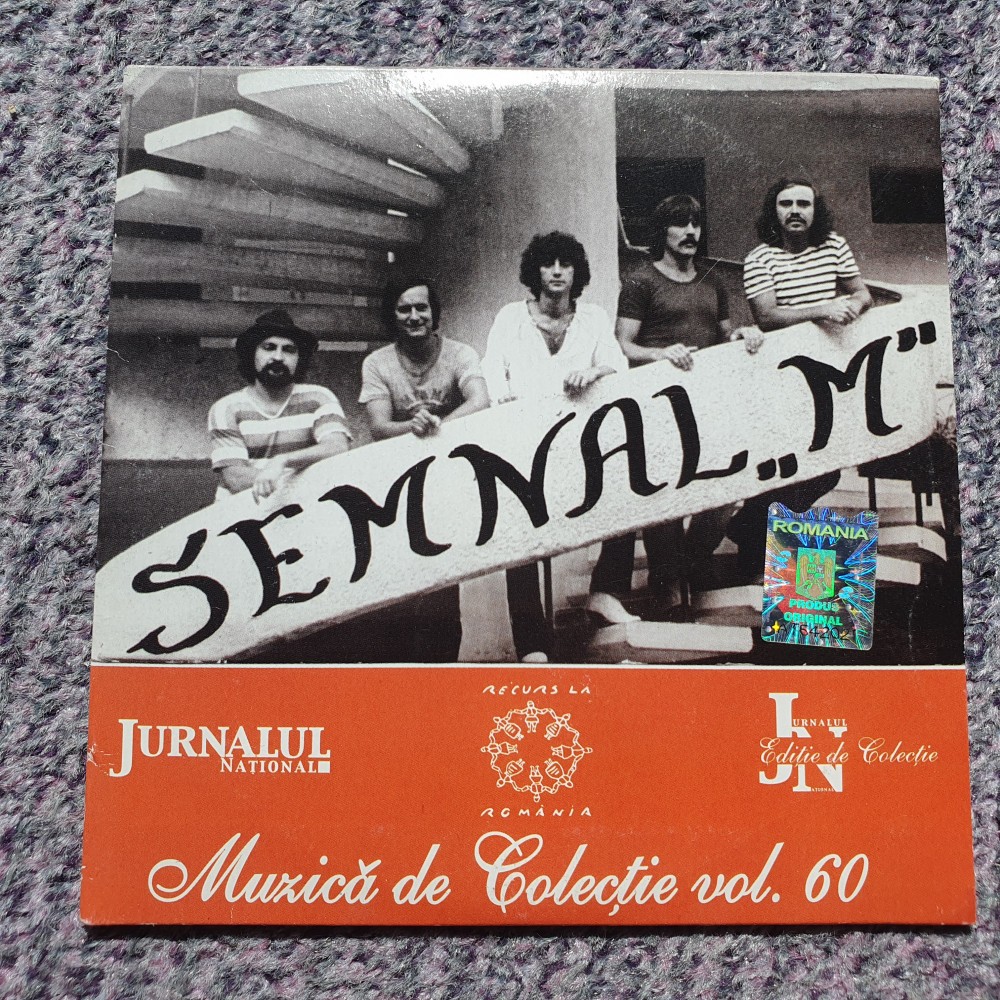 SEMNAL „M”
ROMANIA
PRODUS
ORIGINAL
JURNALUL
NAȚIONAL
RECURS LA
ROMÂNIA
JURNALUL
Ediție de Colecție
NAȚIONAL
Muzică de Colecție vol. 60